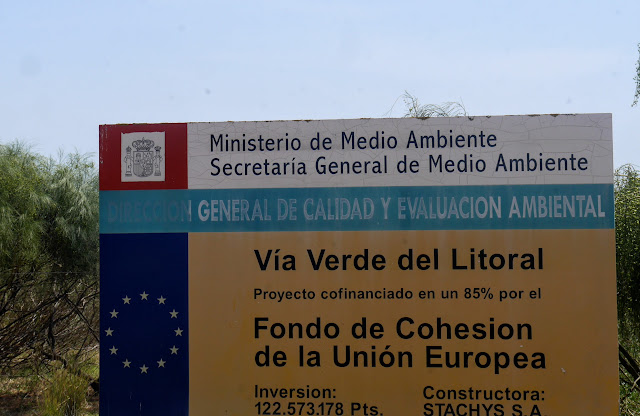 Ministerio de Medio Ambiente
Secretaría General de Medio Ambiente
DIRECCION GENERAL DE CALIDAD Y EVALUACION AMBIENTAL
Vía Verde del Litoral
Proyecto cofinanciado en un 85% por el
Fondo de Cohesion
de la Unión Europea
Inversion:
122.573.178 Pts.
Constructora:
STACHYS S.A.